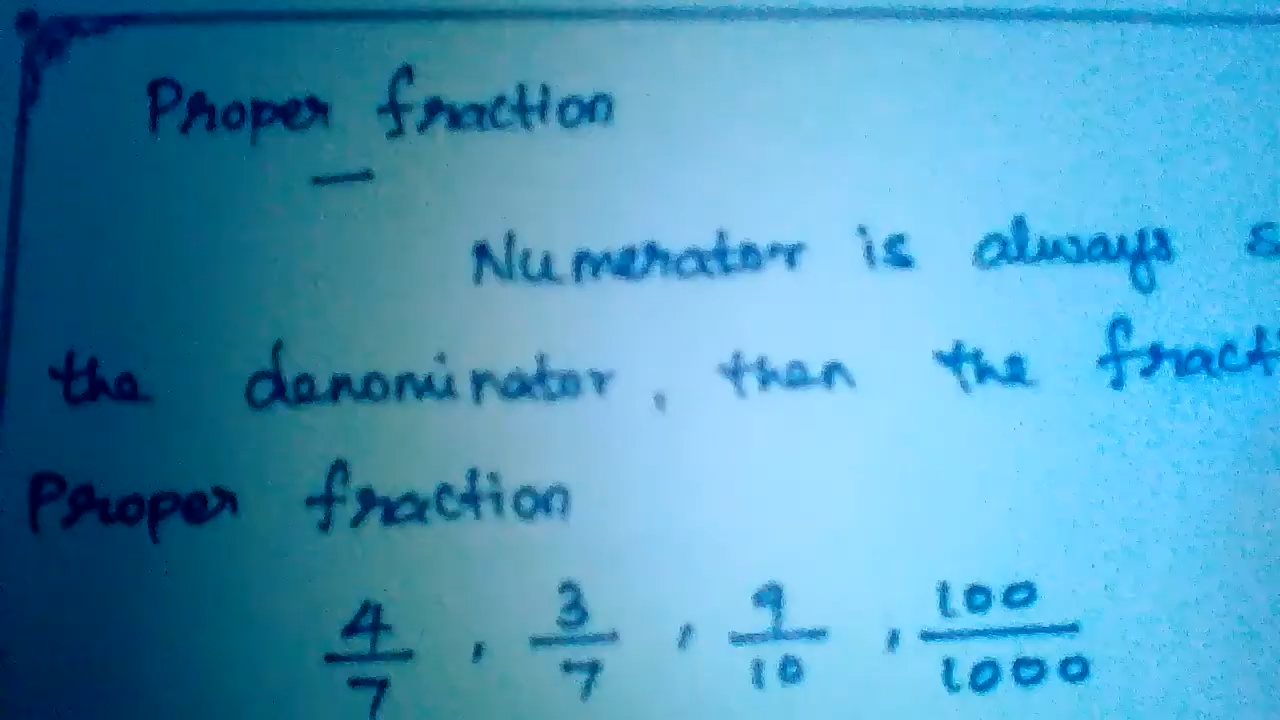 Proper fraction
Numerator is always s
the denominator, then the fracti
Proper fraction
4/7, 3/7, 9/10, 100/1000